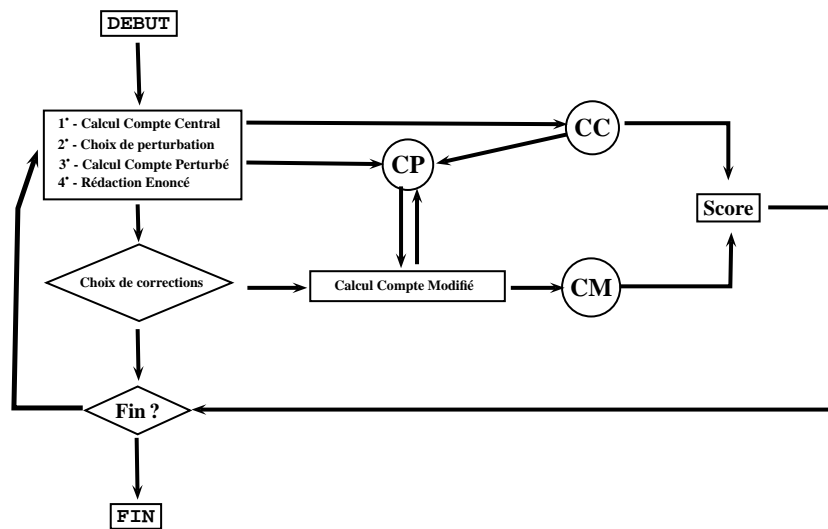 DEBUT
1• - Calcul Compte Central
2• - Choix de perturbation
3• - Calcul Compte Perturbé
4• - Rédaction Enoncé
CC
CP
Score
Choix de corrections
Calcul Compte Modifié
CM
Fin ?
FIN